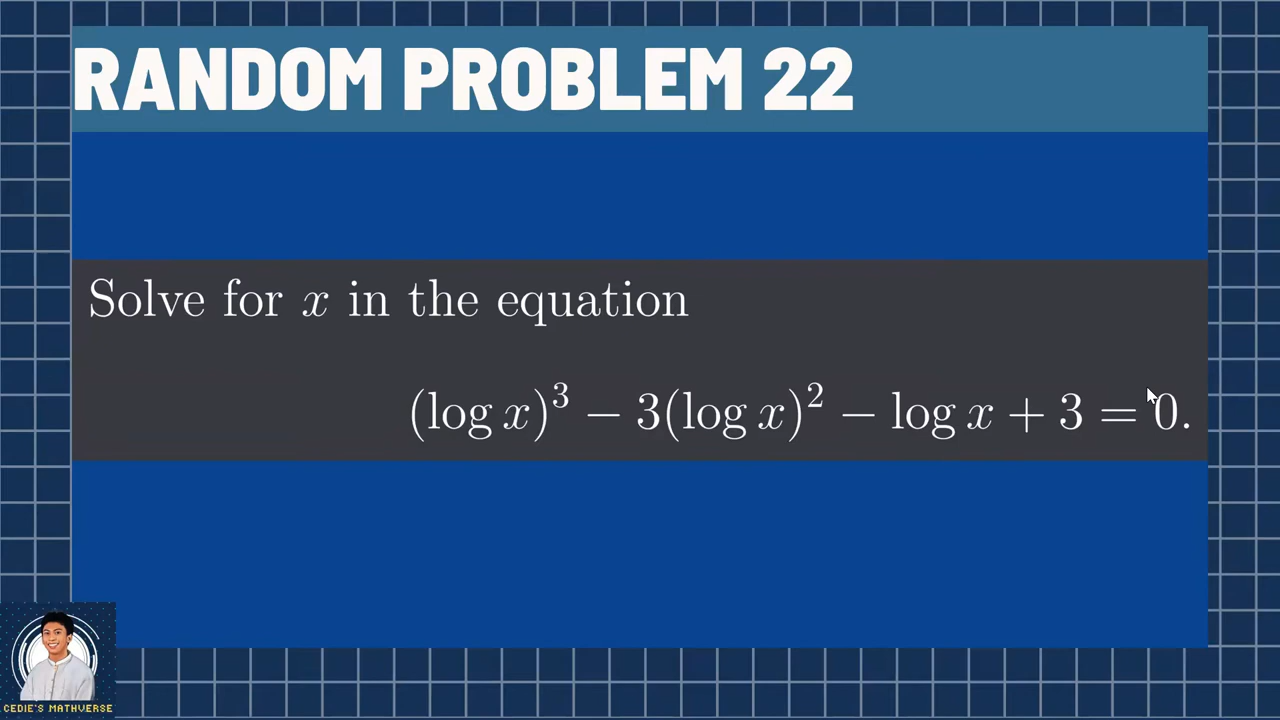 RANDOM PROBLEM 22
Solve for x in the equation
(log x)³ − 3(log x)² − log x + 3 = 0.
CEDIE'S MATHVERSE